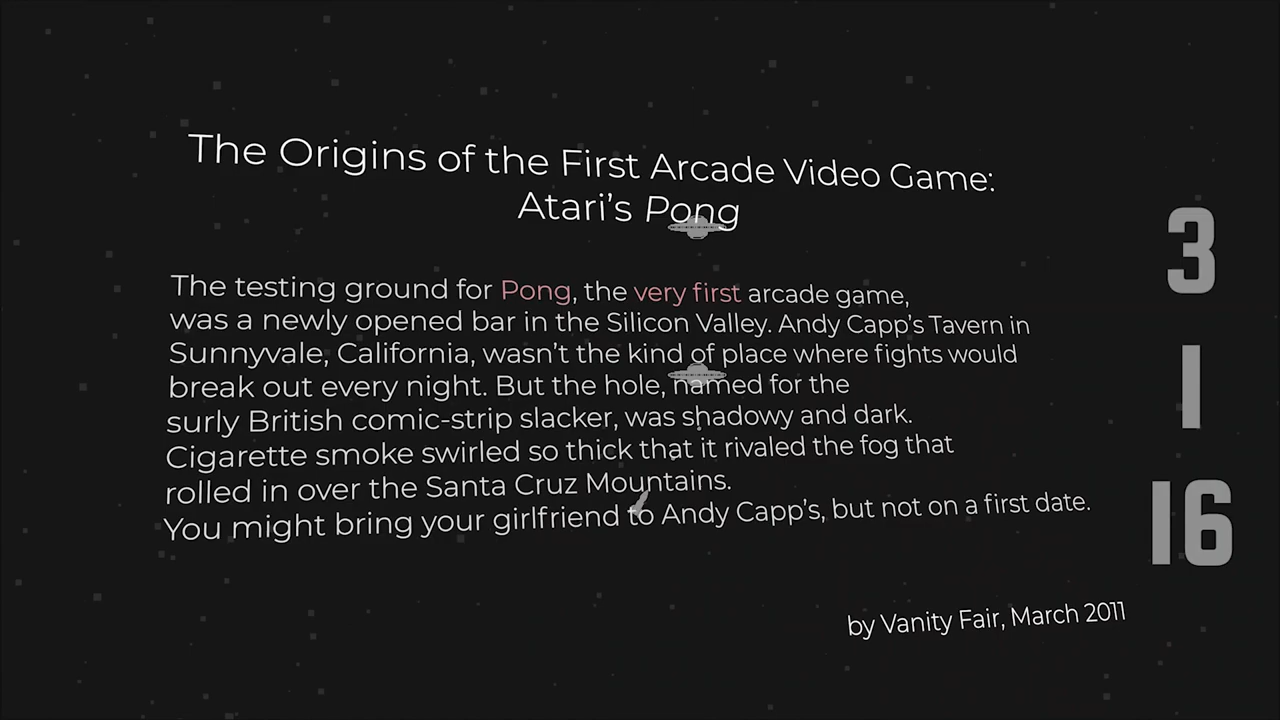 The Origins of the First Arcade Video Game:
Atari's Pong
The testing ground for Pong, the very first arcade game,
was a newly opened bar in the Silicon Valley. Andy Capp's Tavern in
Sunnyvale, California, wasn't the kind of place where fights would
break out every night. But the hole, named for the
surly British comic-strip slacker, was shadowy and dark.
Cigarette smoke swirled so thick that it rivaled the fog that
rolled in over the Santa Cruz Mountains.
You might bring your girlfriend to Andy Capp's, but not on a first date.
by Vanity Fair, March 2011
3
1
16